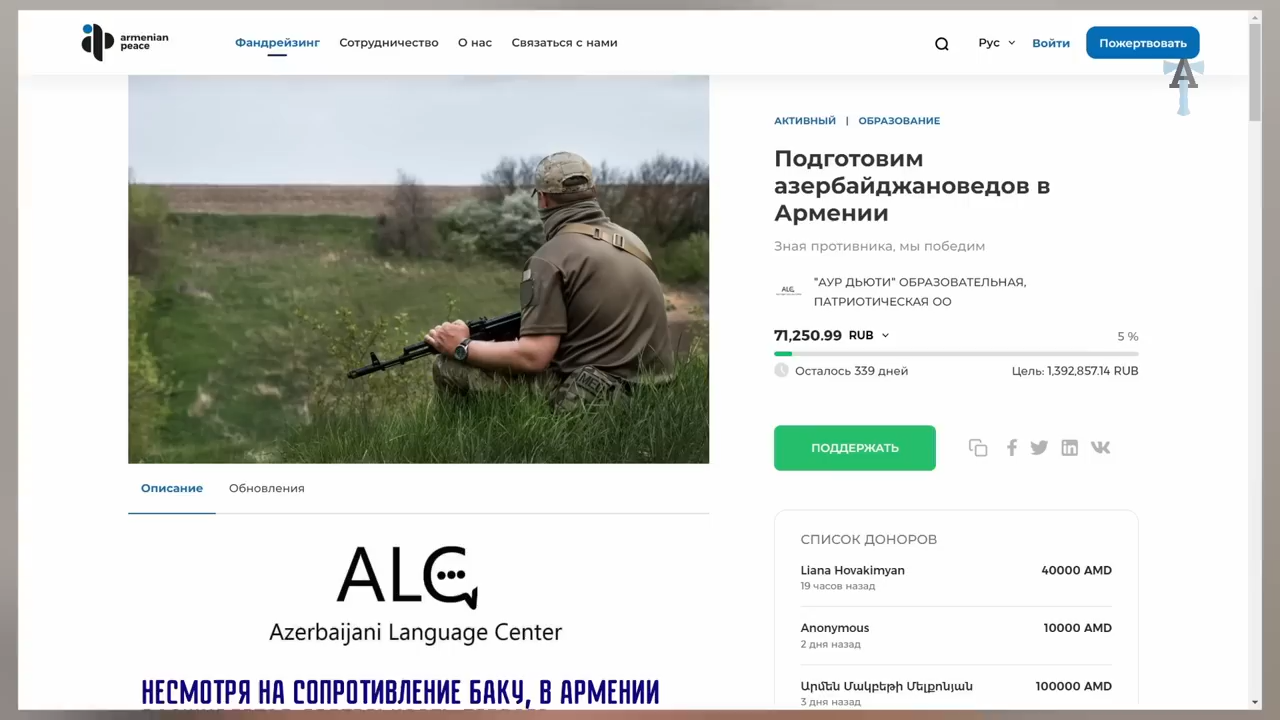 armenian
peace
Фандрейзинг
Сотрудничество
О нас
Связаться с нами
Рус
Войти
Пожертвовать
АКТИВНЫЙ | ОБРАЗОВАНИЕ
Подготовим
азербайджановедов в
Армении
Зная противника, мы победим
ALC
"АУР ДЬЮТИ" ОБРАЗОВАТЕЛЬНАЯ,
ПАТРИОТИЧЕСКАЯ ОО
71,250.99 RUB
5 %
Осталось 339 дней
Цель: 1,392,857.14 RUB
ПОДДЕРЖАТЬ
Описание
Обновления
ALC
Azerbaijani Language Center
НЕСМОТРЯ НА СОПРОТИВЛЕНИЕ БАКУ, В АРМЕНИИ
СПИСОК ДОНОРОВ
Liana Hovakimyan
40000 AMD
19 часов назад
Anonymous
10000 AMD
2 дня назад
Արմեն Մակբեթի Մելքոնյան
100000 AMD
3 дня назад